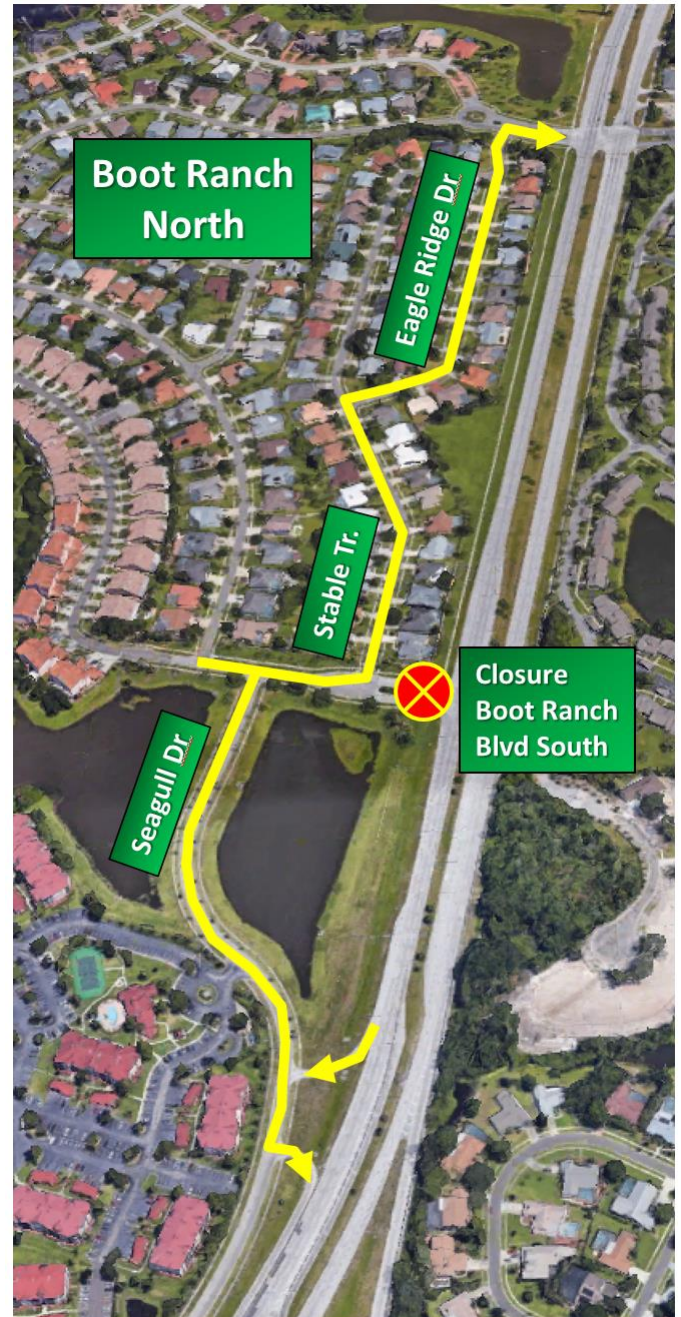 Boot Ranch
North
Eagle Ridge Dr
Stable Tr.
Closure
Boot Ranch
Blvd South
Seagull Dr